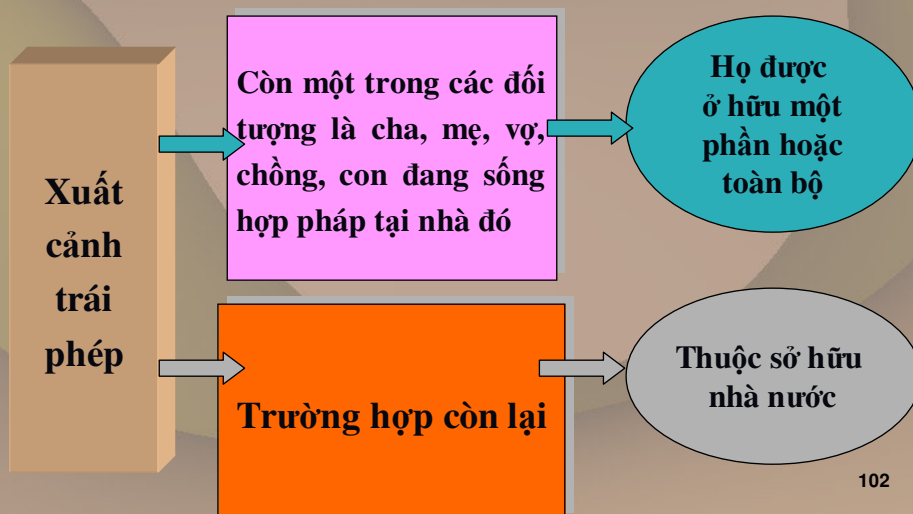 Xuất
cảnh
trái
phép
Còn một trong các đối
tượng là cha, mẹ, vợ,
chồng, con đang sống
hợp pháp tại nhà đó
Họ được
ở hữu một
phần hoặc
toàn bộ
Trường hợp còn lại
Thuộc sở hữu
nhà nước
102